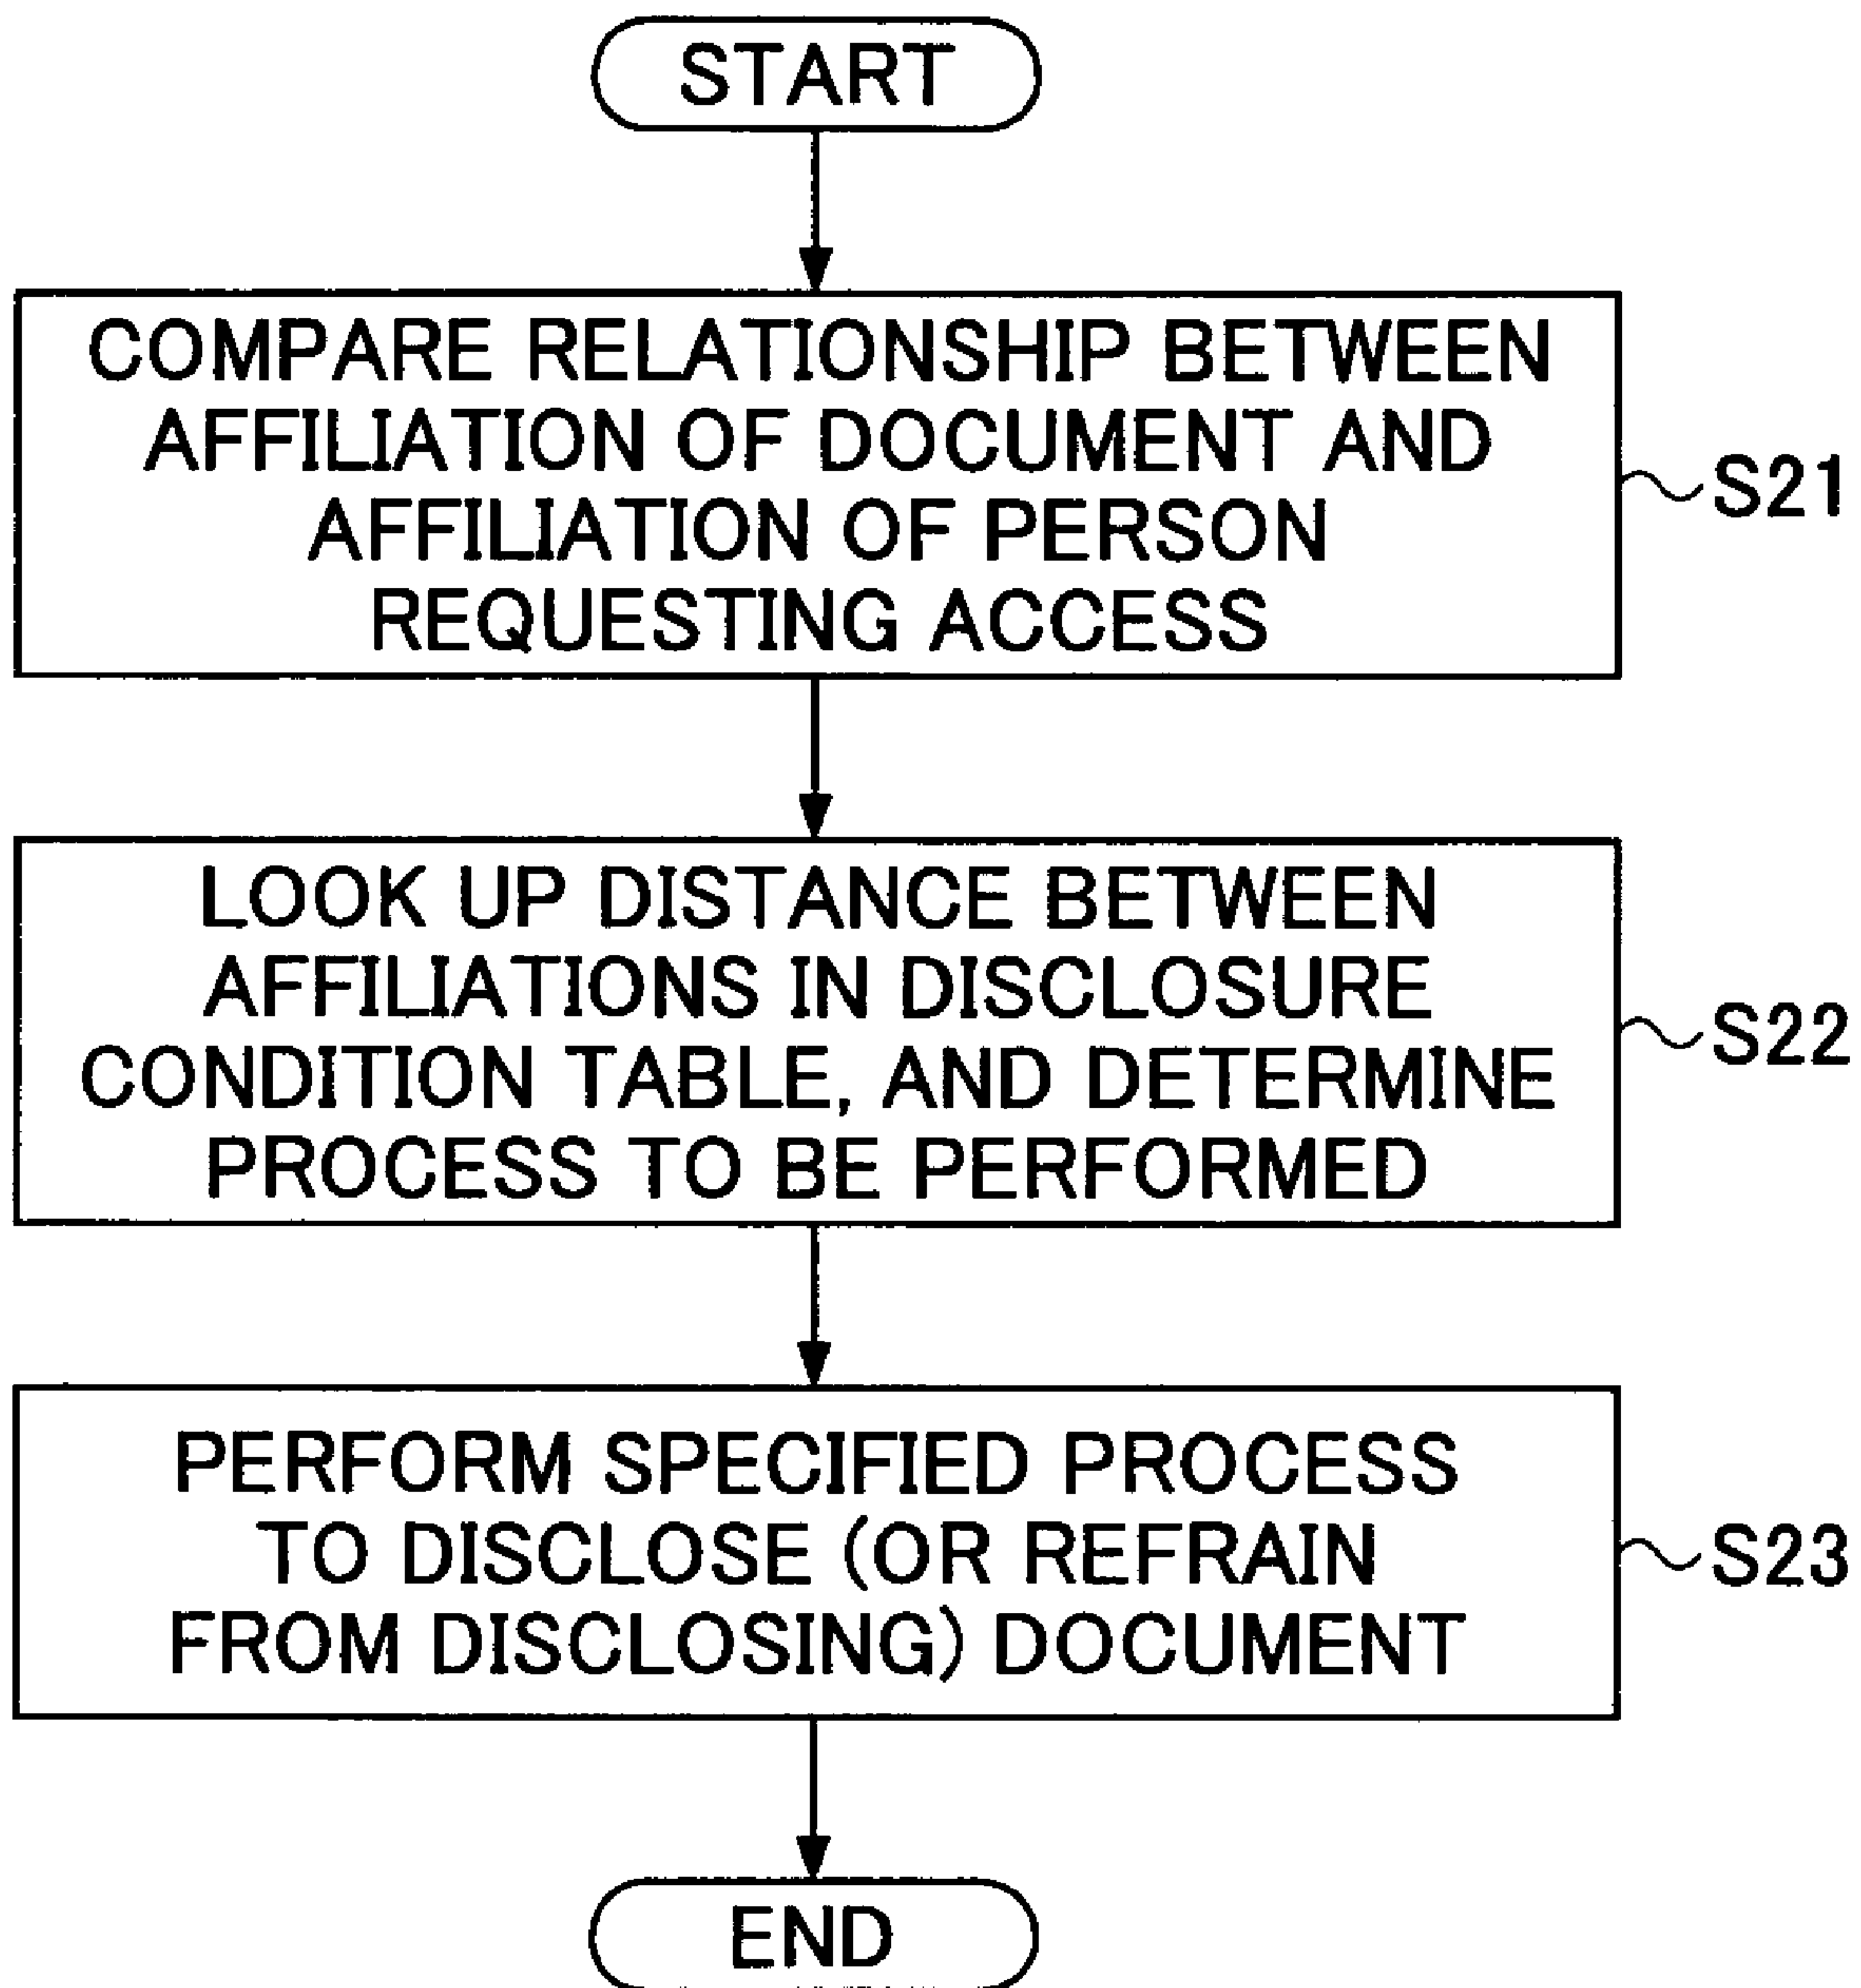 START
COMPARE RELATIONSHIP BETWEEN
AFFILIATION OF DOCUMENT AND
AFFILIATION OF PERSON
REQUESTING ACCESS
S21
LOOK UP DISTANCE BETWEEN
AFFILIATIONS IN DISCLOSURE
CONDITION TABLE, AND DETERMINE
PROCESS TO BE PERFORMED
S22
PERFORM SPECIFIED PROCESS
TO DISCLOSE (OR REFRAIN
FROM DISCLOSING) DOCUMENT
S23
END